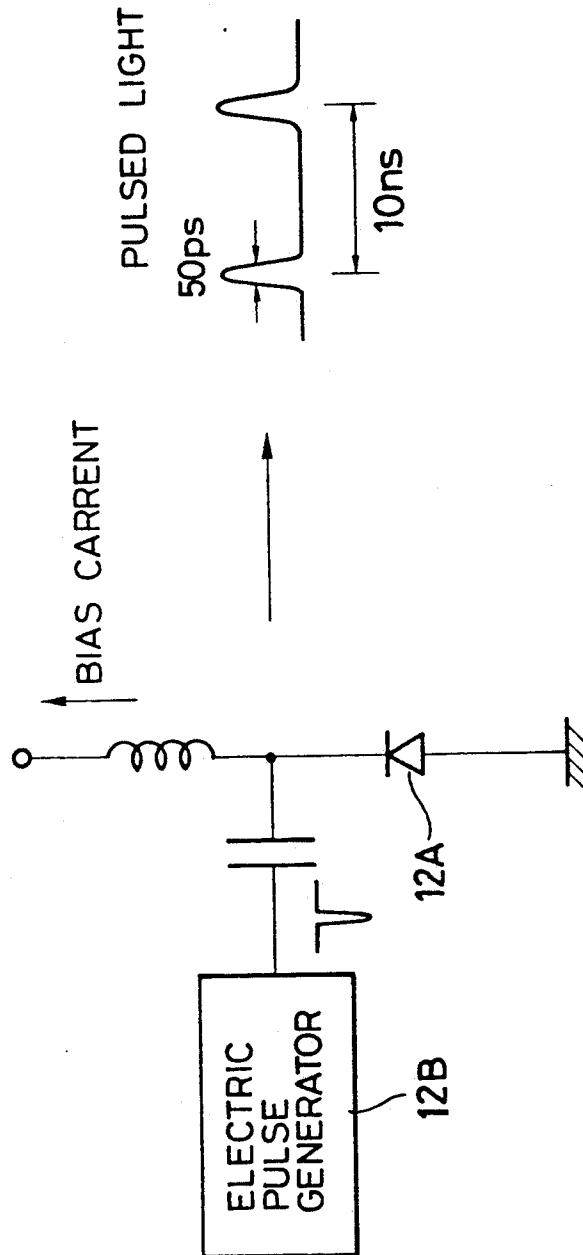 BIAS CARRENT
PULSED LIGHT
50ps
10ns
ELECTRIC
PULSE
GENERATOR
12A
12B